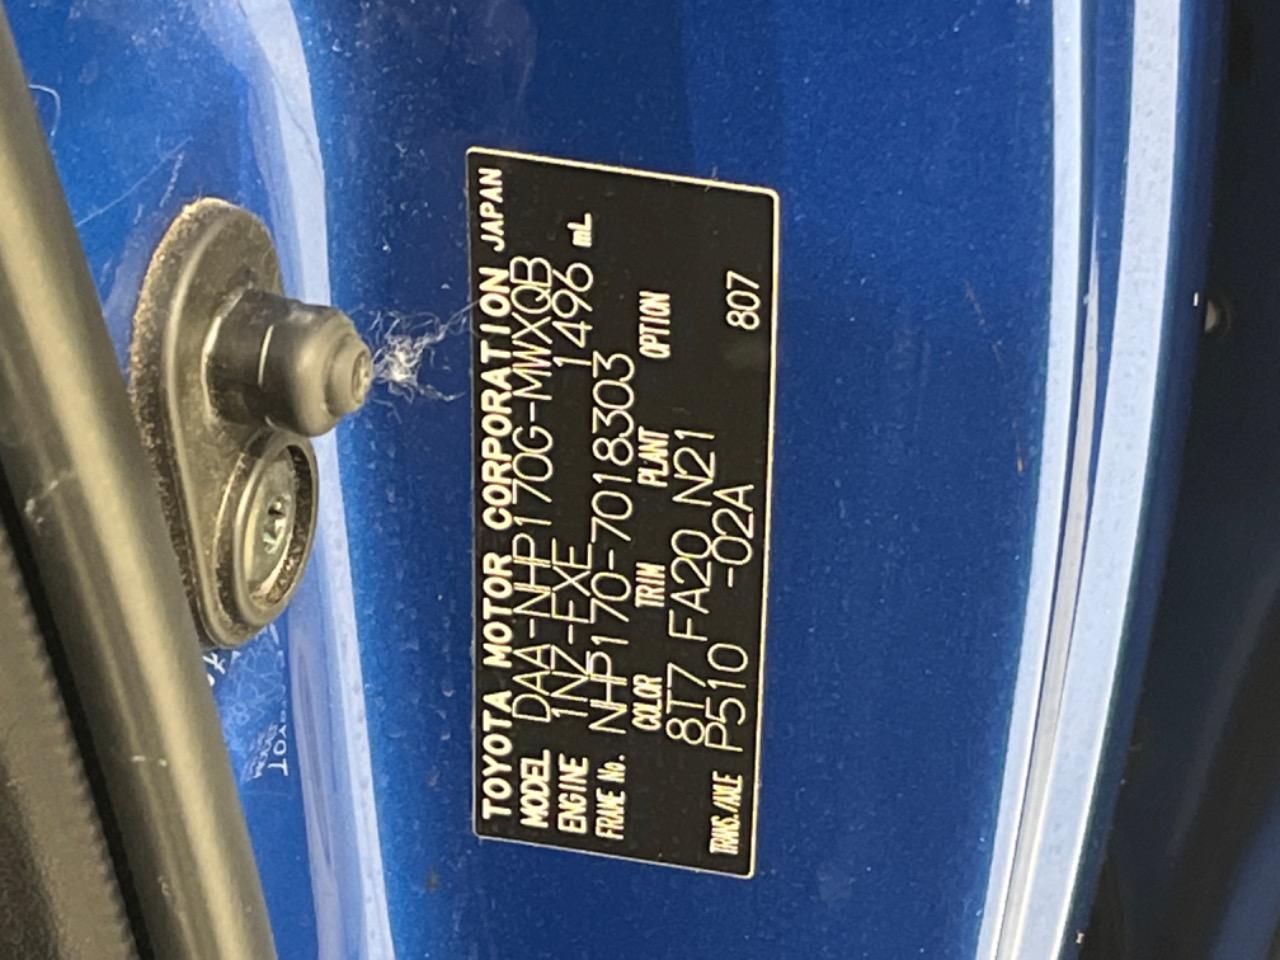 TOYOTA MOTOR CORPORATION JAPAN
MODEL DAA-NHP170G-MWXQB
ENGINE 1NZ-FXE 1496 mL
FRAME No. NHP170-7018303
COLOR TRIM PLANT OPTION
8T7 FA20 N21
TRANS./AXLE P510 -02A 807